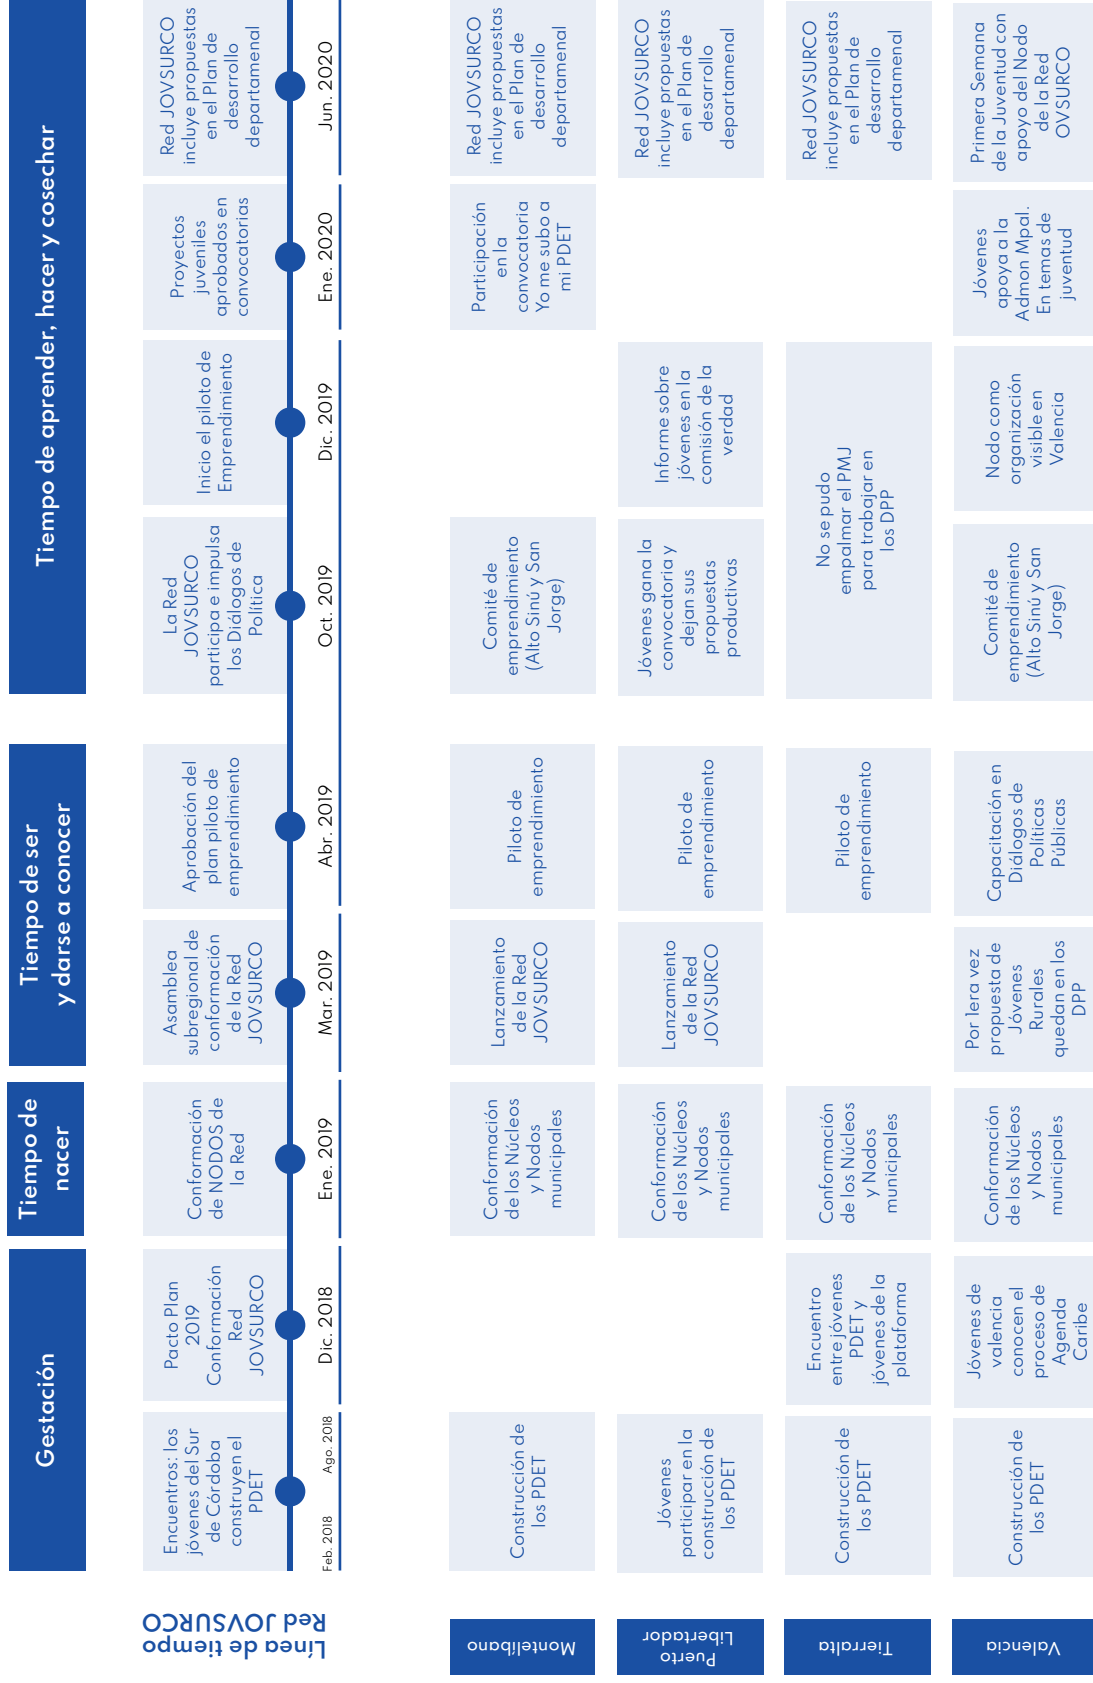 Línea de tiempo
Red JOVSURCO
Gestación
Tiempo de
nacer
Tiempo de ser
y darse a conocer
Tiempo de aprender, hacer y cosechar
Encuentros: los
jóvenes del Sur
de Córdoba
construyen el
PDET
Pacto Plan
2019
Conformación
Red
JOVSURCO
Conformación
de NODOS de
la Red
Asamblea
subregional de
conformación
de la Red
JOVSURCO
Aprobación del
plan piloto de
emprendimiento
La Red
JOVSURCO
participa e impulsa
los Diálogos de
Política
Inicio el piloto de
Emprendimiento
Proyectos
juveniles
aprobados en
convocatorias
Red JOVSURCO
incluye propuestas
en el Plan de
desarrollo
departamenal
Feb. 2018
Ago. 2018
Dic. 2018
Ene. 2019
Mar. 2019
Abr. 2019
Oct. 2019
Dic. 2019
Ene. 2020
Jun. 2020
Montelíbano
Construcción de
los PDET
Conformación
de los Núcleos
y Nodos
municipales
Lanzamiento
de la Red
JOVSURCO
Piloto de
emprendimiento
Comité de
emprendimiento
(Alto Sinú y San
Jorge)
Participación
en la
convocatoria
Yo me subo a
mi PDET
Red JOVSURCO
incluye propuestas
en el Plan de
desarrollo
departamenal
Puerto
Libertador
Jóvenes
participar en la
construcción de
los PDET
Conformación
de los Núcleos
y Nodos
municipales
Lanzamiento
de la Red
JOVSURCO
Piloto de
emprendimiento
Jóvenes gana la
convocatoria y
dejan sus
propuestas
productivas
Informe sobre
jóvenes en la
comisión de la
verdad
Red JOVSURCO
incluye propuestas
en el Plan de
desarrollo
departamenal
Tierralta
Construcción de
los PDET
Encuentro
entre jóvenes
PDET y
jóvenes de la
plataforma
Conformación
de los Núcleos
y Nodos
municipales
Piloto de
emprendimiento
No se pudo
empalmar el PMJ
para trabajar en
los DPP
Red JOVSURCO
incluye propuestas
en el Plan de
desarrollo
departamenal
Valencia
Construcción de
los PDET
Jóvenes de
valencia
conocen el
proceso de
Agenda
Caribe
Conformación
de los Núcleos
y Nodos
municipales
Por 1era vez
propuesta de
Jóvenes
Rurales
quedan en los
DPP
Capacitación en
Diálogos de
Políticas
Públicas
Comité de
emprendimiento
(Alto Sinú y San
Jorge)
Nodo como
organización
visible en
Valencia
Jóvenes
apoya a la
Admon Mpal.
En temas de
juventud
Primera Semana
de la Juventud con
apoyo del Nodo
de la Red
OVSURCO